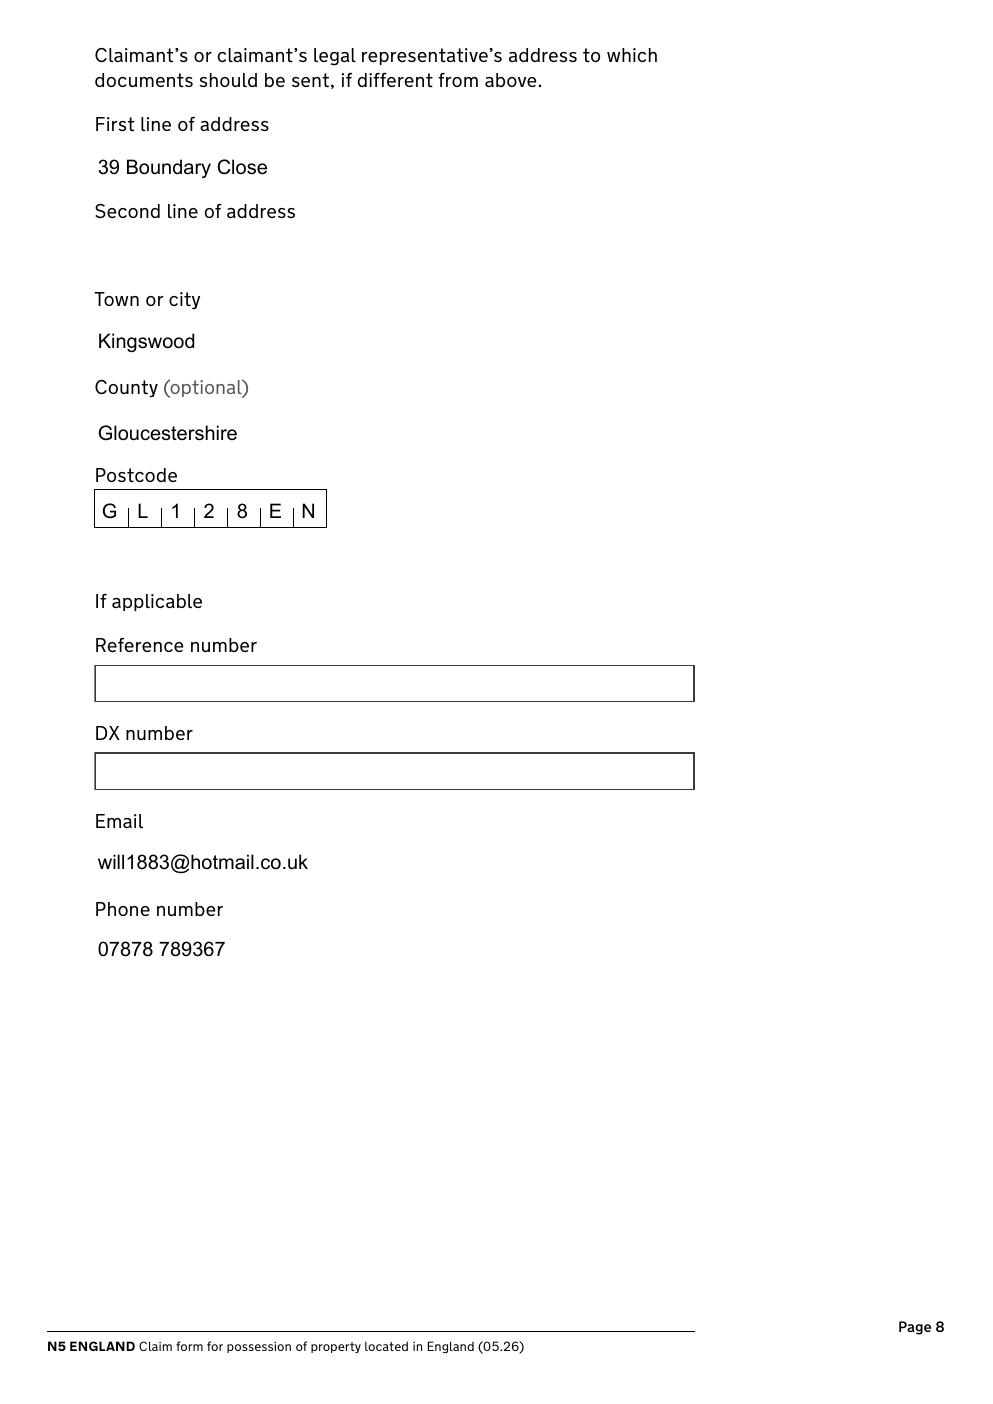 Claimant’s or claimant’s legal representative’s address to which
documents should be sent, if different from above.
First line of address
39 Boundary Close
Second line of address
Town or city
Kingswood
County (optional)
Gloucestershire
Postcode
G L 1 2 8 E N
If applicable
Reference number
DX number
Email
will1883@hotmail.co.uk
Phone number
07878 789367
Page 8
N5 ENGLAND Claim form for possession of property located in England (05.26)